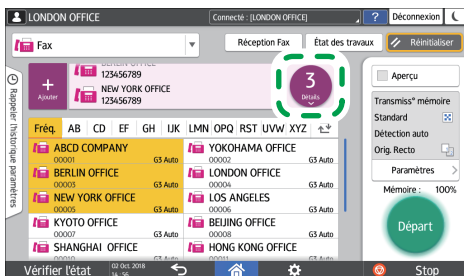 LONDON OFFICE
Connecté : [LONDON OFFICE]
?
Déconnexion
Fax
Réception Fax
État des travaux
Réinitialiser
Rappeler l'historique paramètres
+
Ajouter
BERLIN OFFICE
123456789
NEW YORK OFFICE
123456789
3
Détails
Fréq. AB CD EF GH IJK LMN OPQ RST UVW XYZ
ABCD COMPANY
00001 G3 Auto
YOKOHAMA OFFICE
00002 G3 Auto
BERLIN OFFICE
00003 G3 Auto
LONDON OFFICE
00004 G3 Auto
NEW YORK OFFICE
00005 G3 Auto
LOS ANGELES
00006 G3 Auto
KYOTO OFFICE
00007 G3 Auto
BEIJING OFFICE
00008 G3 Auto
SHANGHAI OFFICE
HONG KONG OFFICE
Aperçu
Transmiss° mémoire
Standard
Détection auto
Orig. Recto
Paramètres
Mémoire :
100%
Départ
Vérifier l'état
02 Oct. 2018
Stop